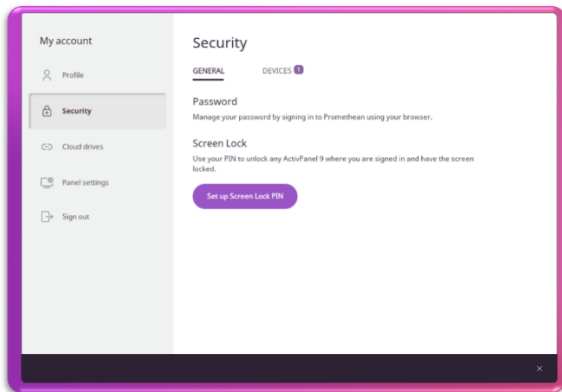 My account
Profile
Security
Cloud drives
Panel settings
Sign out
Security
GENERAL DEVICES 1
Password
Manage your password by signing in to Promethean using your browser.
Screen Lock
Use your PIN to unlock any ActivPanel 9 where you are signed in and have the screen
locked.
Set up Screen Lock PIN